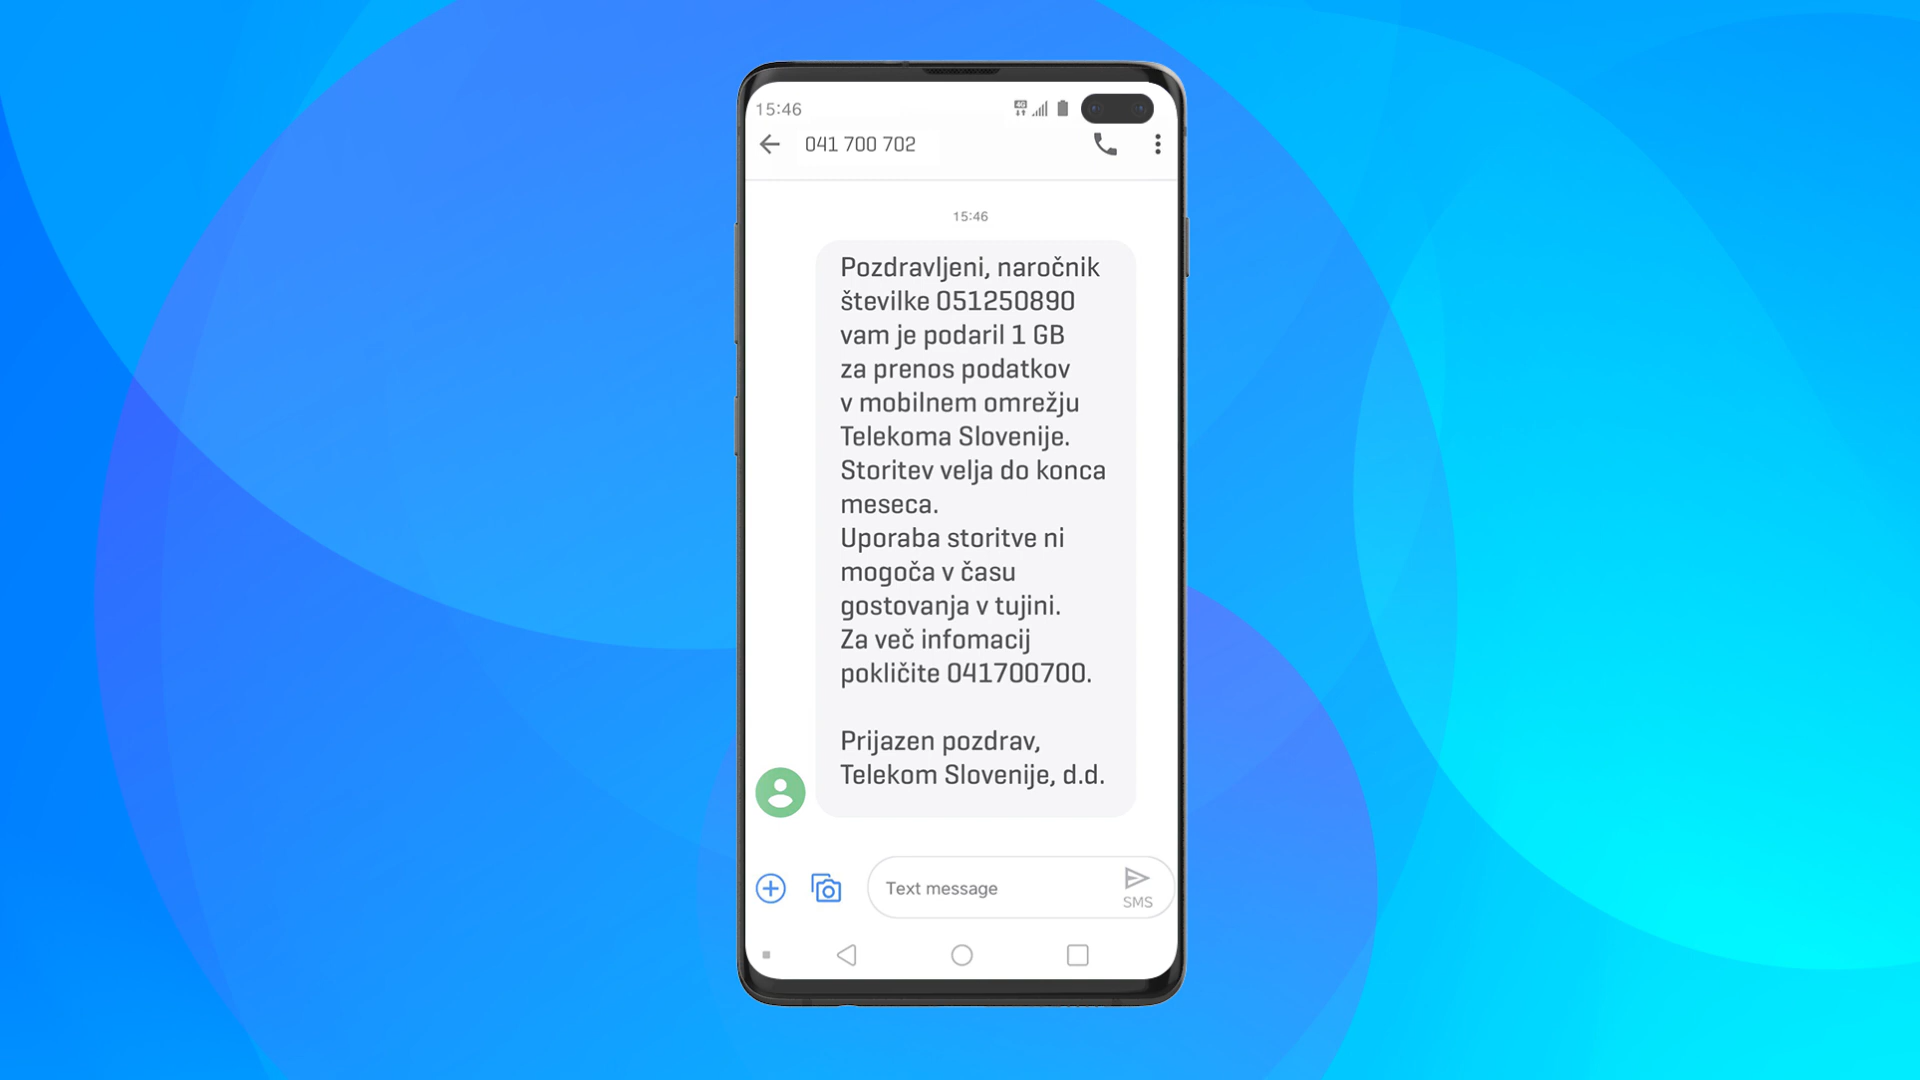 15:46
4G
041 700 702
15:46
Pozdravljeni, naročnik
številke 051250890
vam je podaril 1 GB
za prenos podatkov
v mobilnem omrežju
Telekoma Slovenije.
Storitev velja do konca
meseca.
Uporaba storitve ni
mogoča v času
gostovanja v tujini.
Za več infomacij
pokličite 041700700.
Prijazen pozdrav,
Telekom Slovenije, d.d.
Text message
SMS